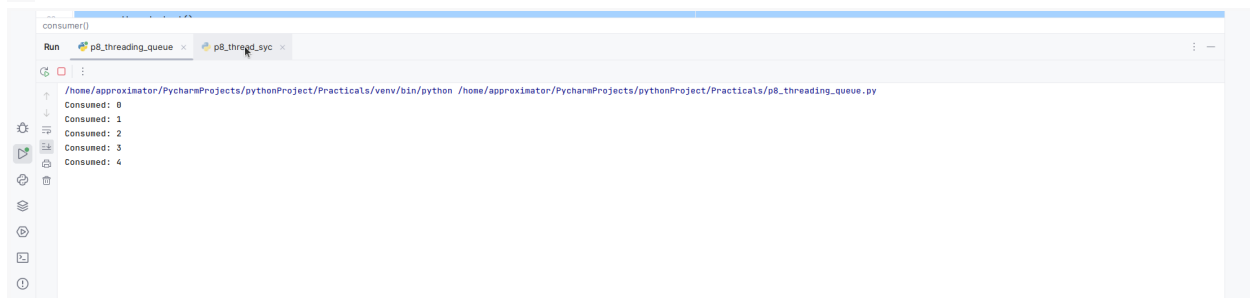 consumer()
Run p8_threading_queue × p8_thread_syc ×
/home/approximator/PycharmProjects/pythonProject/Practicals/venv/bin/python /home/approximator/PycharmProjects/pythonProject/Practicals/p8_threading_queue.py
Consumed: 0
Consumed: 1
Consumed: 2
Consumed: 3
Consumed: 4